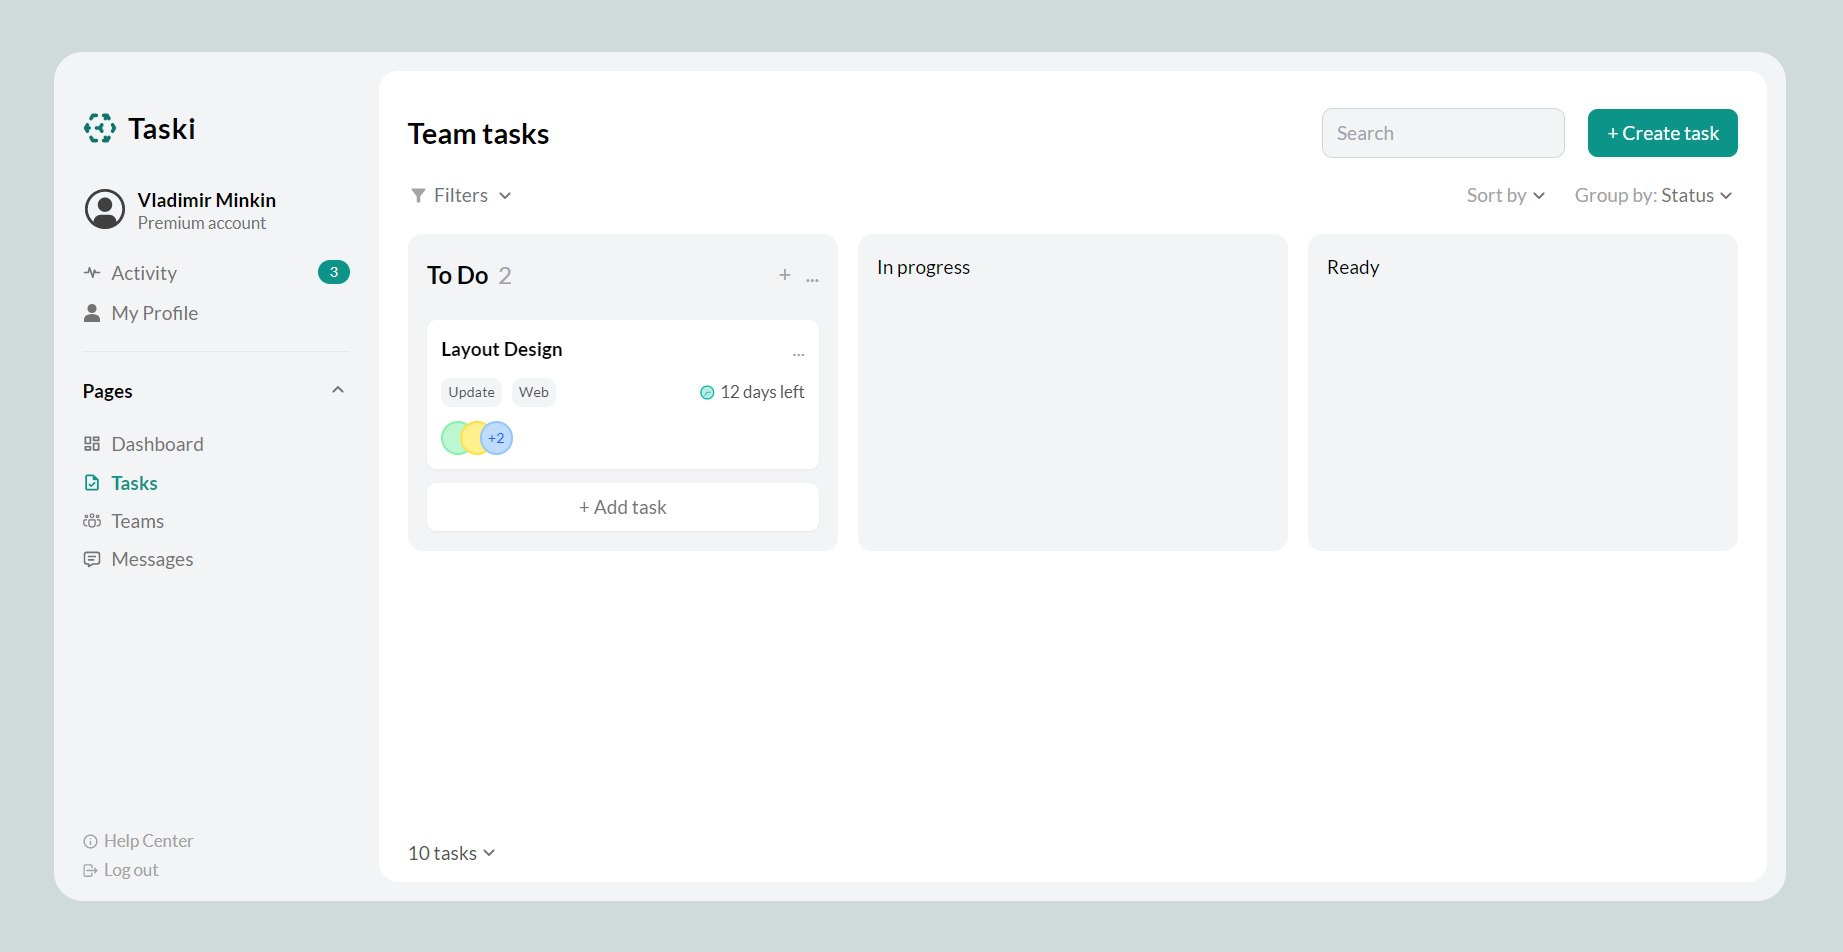 Taski
Vladimir Minkin
Premium account
Activity 3
My Profile
Pages
Dashboard
Tasks
Teams
Messages
Help Center
Log out
Team tasks
Search
+ Create task
Filters
Sort by
Group by: Status
To Do 2 + ...
Layout Design ...
Update Web 12 days left
+2
+ Add task
In progress
Ready
10 tasks